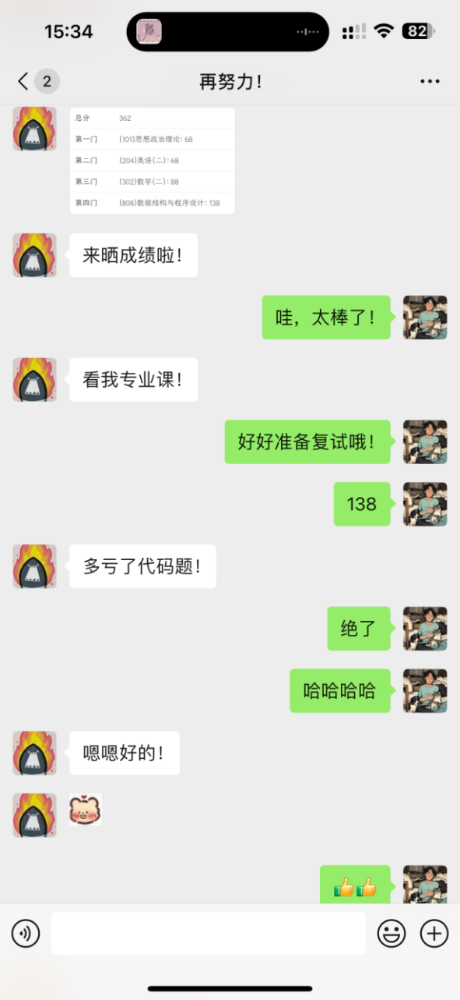 15:34
82
2
再努力！
总分 362
第一门 (101)思想政治理论：68
第二门 (204)英语(二)：68
第三门 (302)数学(二)：88
第四门 (808)数据结构与程序设计：138
来晒成绩啦！
哇，太棒了！
看我专业课！
好好准备复试哦！
138
多亏了代码题！
绝了
哈哈哈哈
嗯嗯好的！